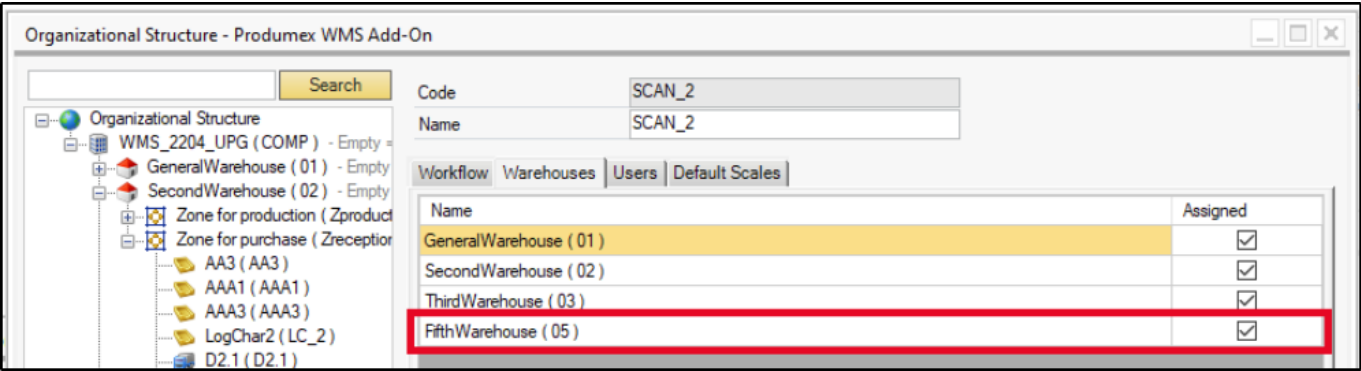 Organizational Structure - Produmex WMS Add-On
Search
Organizational Structure
WMS_2204_UPG ( COMP ) - Empty =
GeneralWarehouse ( 01 ) - Empty
SecondWarehouse ( 02 ) - Empty
Zone for production ( Zproduct
Zone for purchase ( Zreception
AA3 ( AA3 )
AAA1 ( AAA1 )
AAA3 ( AAA3 )
LogChar2 ( LC_2 )
D2.1 ( D2.1 )
Code SCAN_2
Name SCAN_2
Workflow Warehouses Users Default Scales
Name Assigned
GeneralWarehouse ( 01 )
SecondWarehouse ( 02 )
ThirdWarehouse ( 03 )
FifthWarehouse ( 05 )